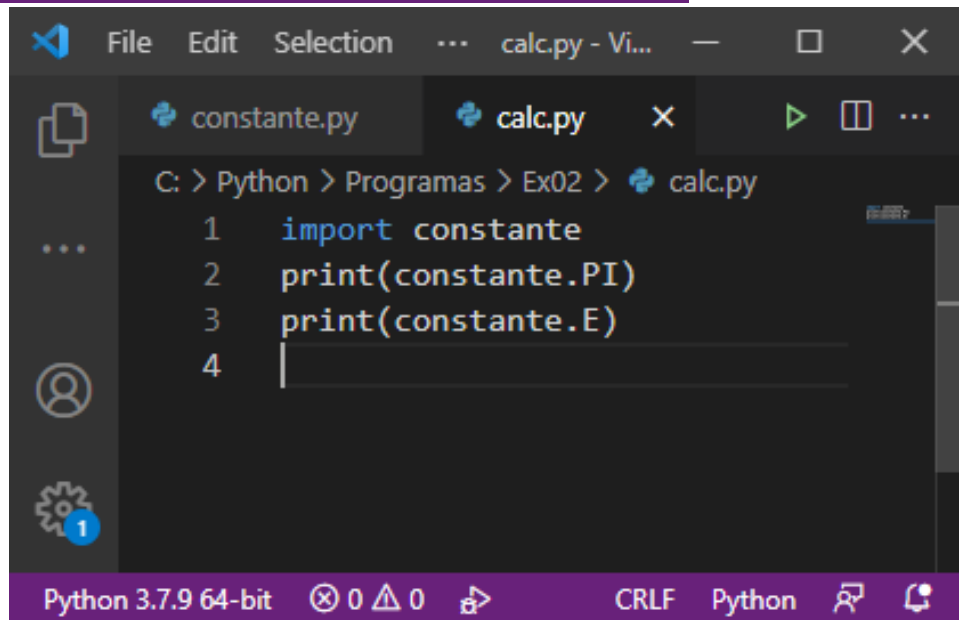 File Edit Selection ··· calc.py - Vi...
constante.py calc.py
C: > Python > Programas > Ex02 > calc.py
1 import constante
2 print(constante.PI)
3 print(constante.E)
4
1
Python 3.7.9 64-bit 0 0 CRLF Python